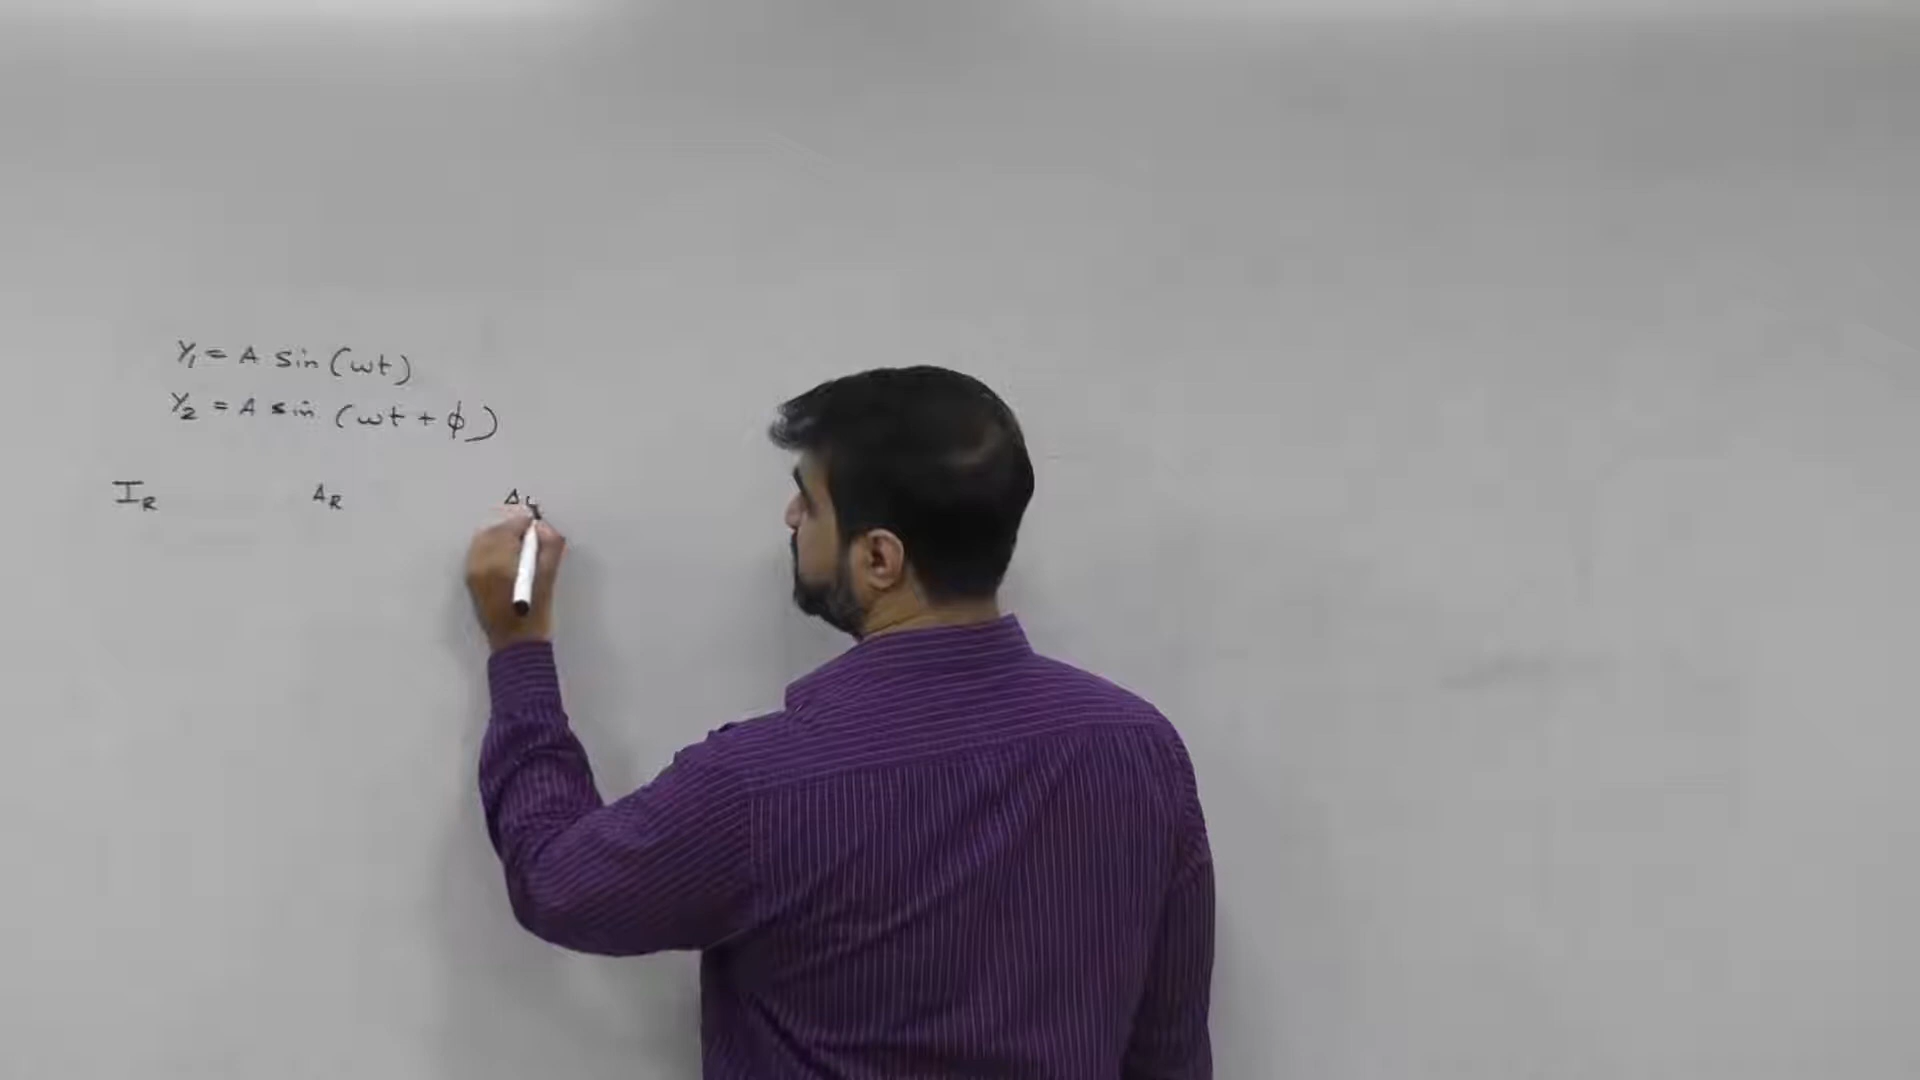 Y₁ = A sin (ωt)
Y₂ = A sin (ωt + ϕ)
I_R A_R Δ